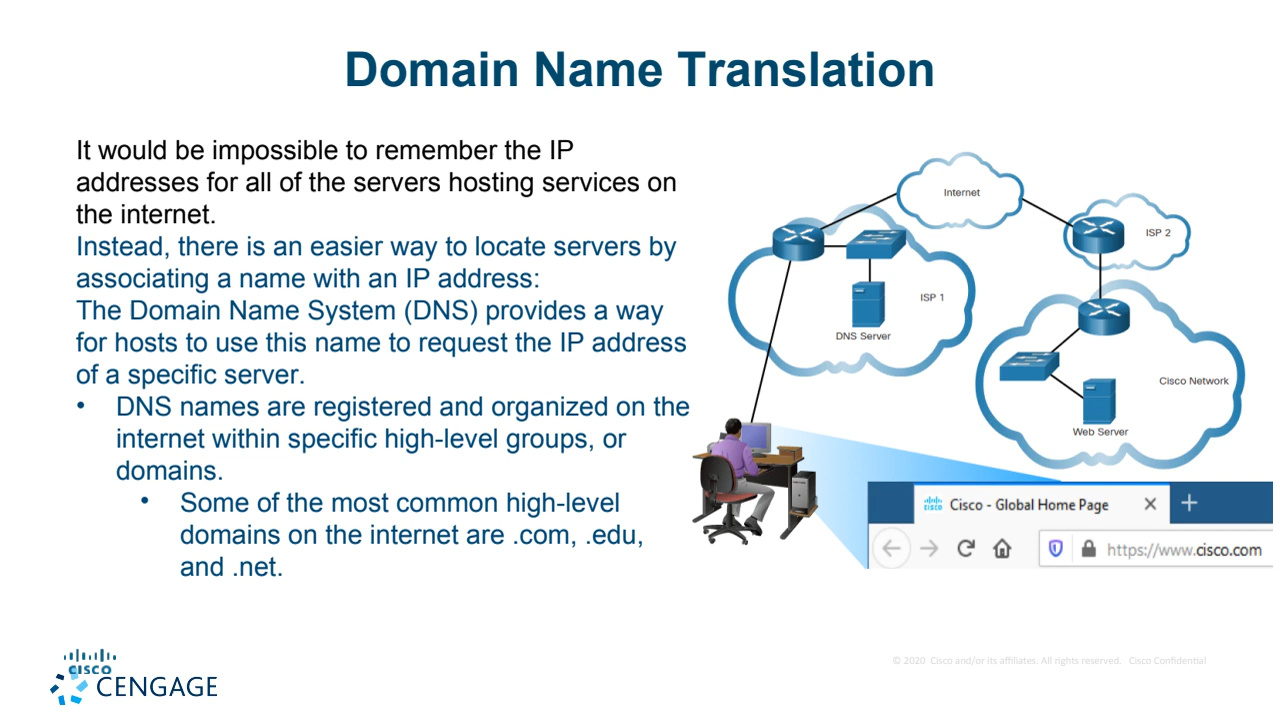 Domain Name Translation
It would be impossible to remember the IP
addresses for all of the servers hosting services on
the internet.
Instead, there is an easier way to locate servers by
associating a name with an IP address:
The Domain Name System (DNS) provides a way
for hosts to use this name to request the IP address
of a specific server.
• DNS names are registered and organized on the
internet within specific high-level groups, or
domains.
• Some of the most common high-level
domains on the internet are .com, .edu,
and .net.
Internet
ISP 2
ISP 1
DNS Server
Cisco Network
Web Server
CISCO Cisco - Global Home Page
https://www.cisco.com
© 2020 Cisco and/or its affiliates. All rights reserved. Cisco Confidential
CISCO
CENGAGE